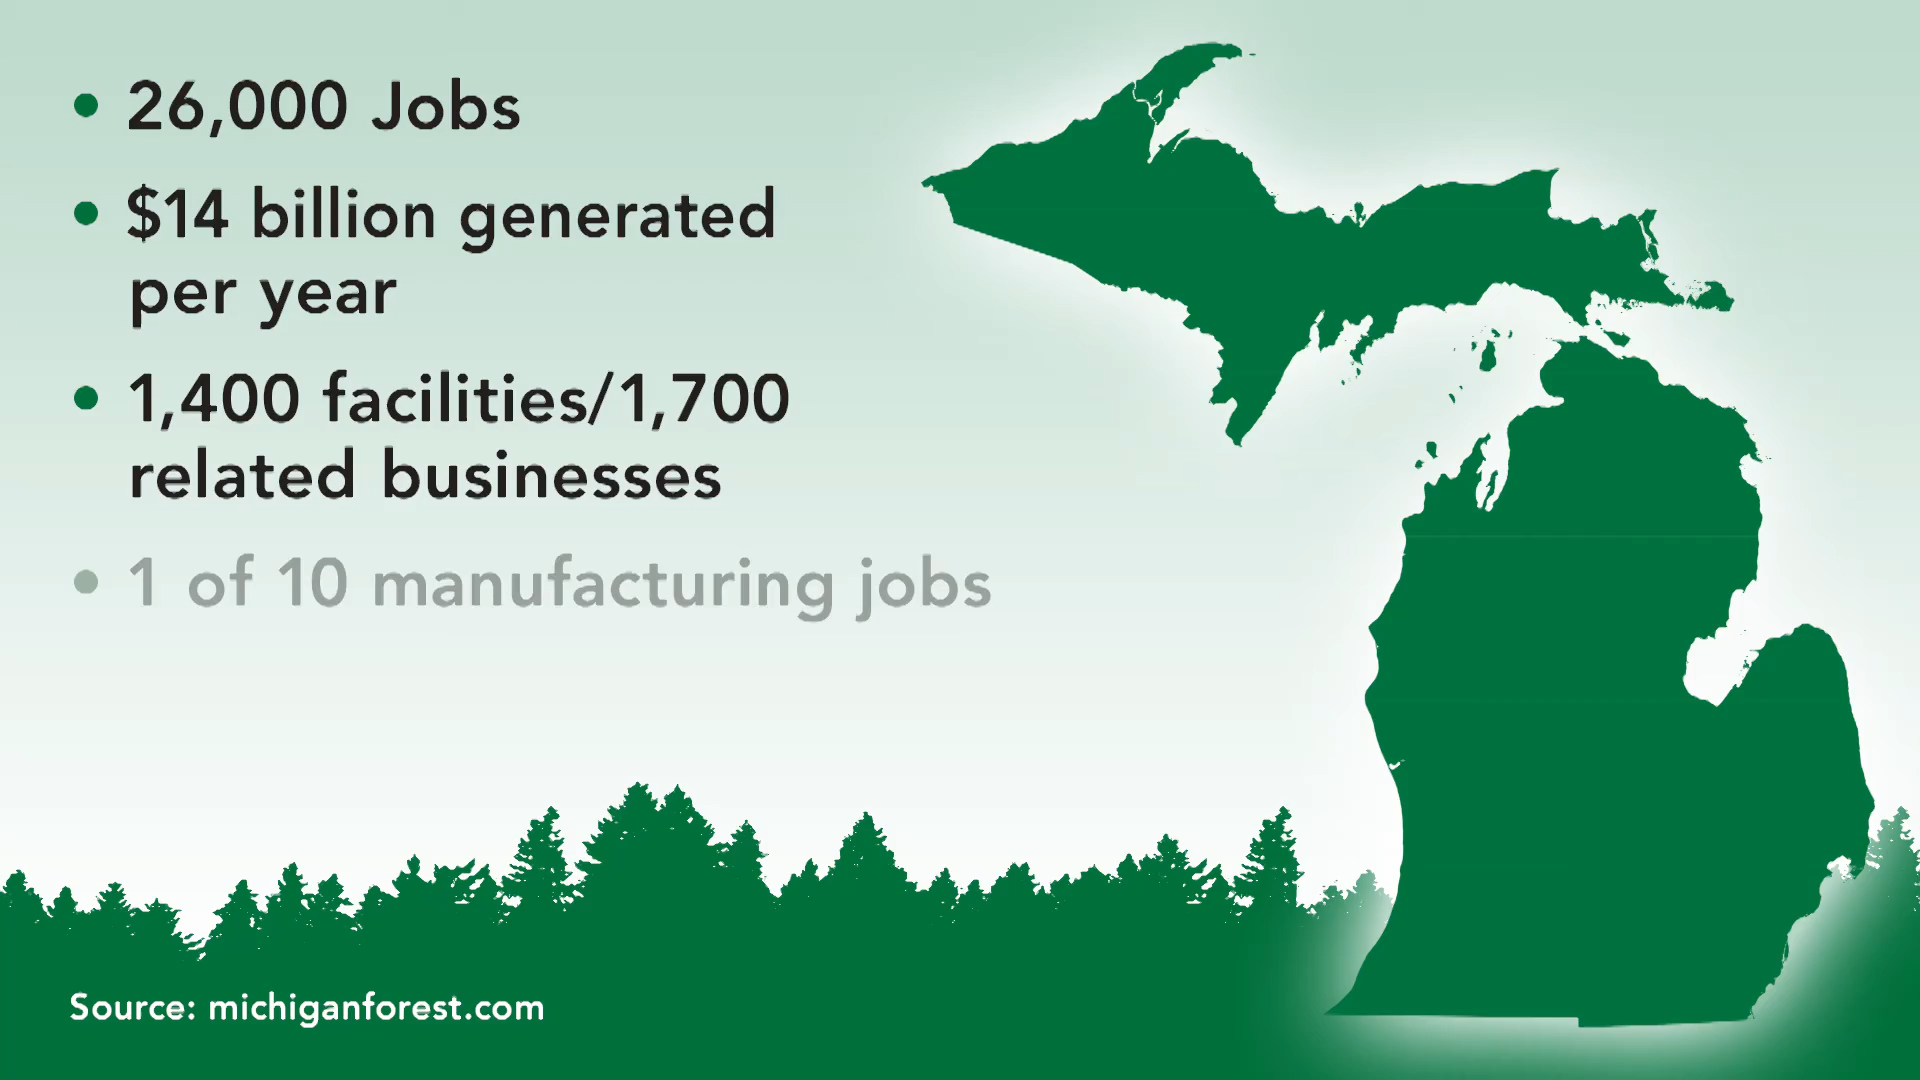 • 26,000 Jobs
• $14 billion generated
per year
• 1,400 facilities/1,700
related businesses
• 1 of 10 manufacturing jobs
Source: michiganforest.com